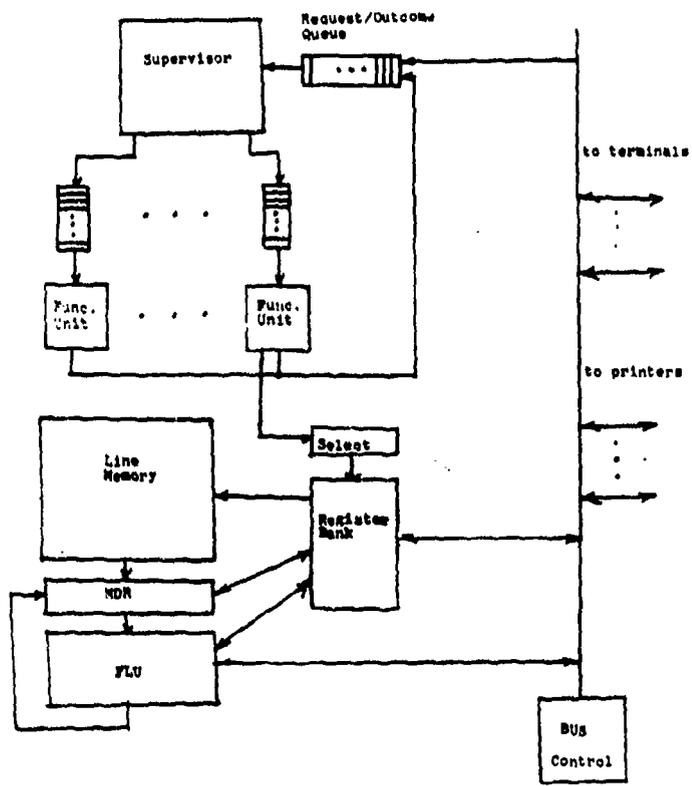 Request/Outcome
Queue
Supervisor
to terminals
Func.
Unit
Func.
Unit
to printers
Select
Line
Memory
Register
Bank
MDR
FLU
BUS
Control